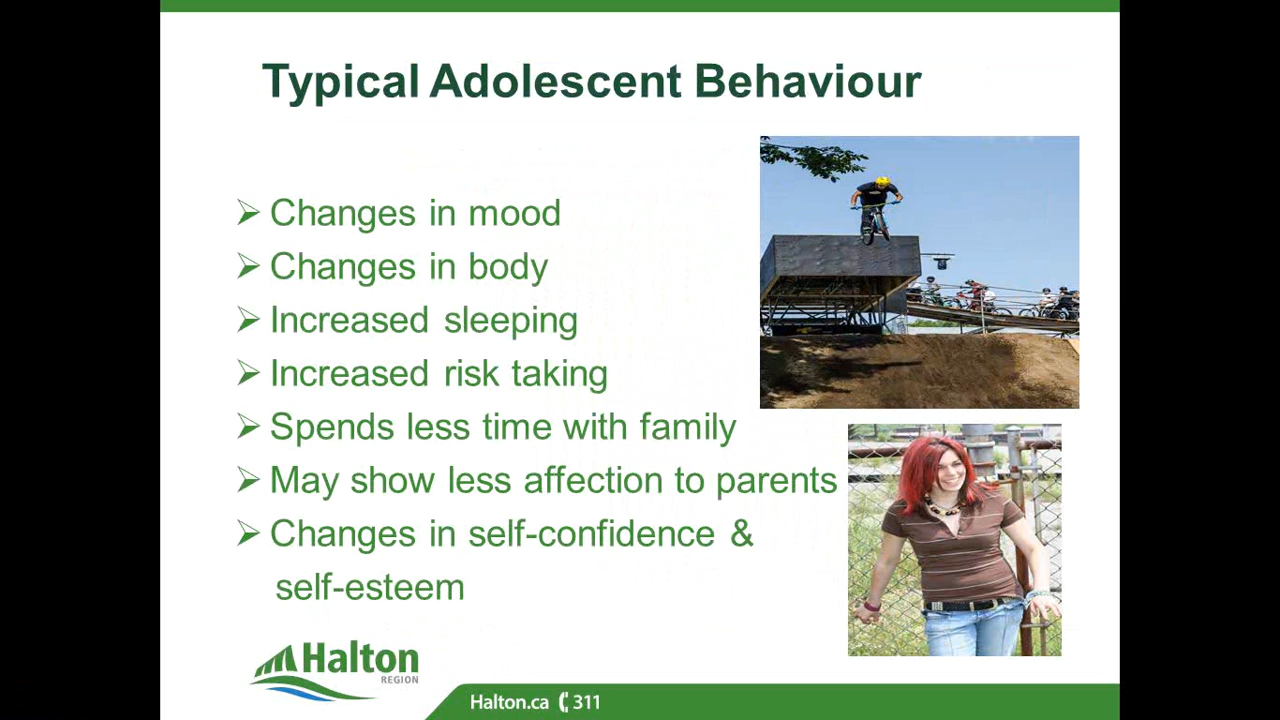 Typical Adolescent Behaviour
Changes in mood
Changes in body
Increased sleeping
Increased risk taking
Spends less time with family
May show less affection to parents
Changes in self-confidence &
self-esteem
Halton
REGION
Halton.ca 311